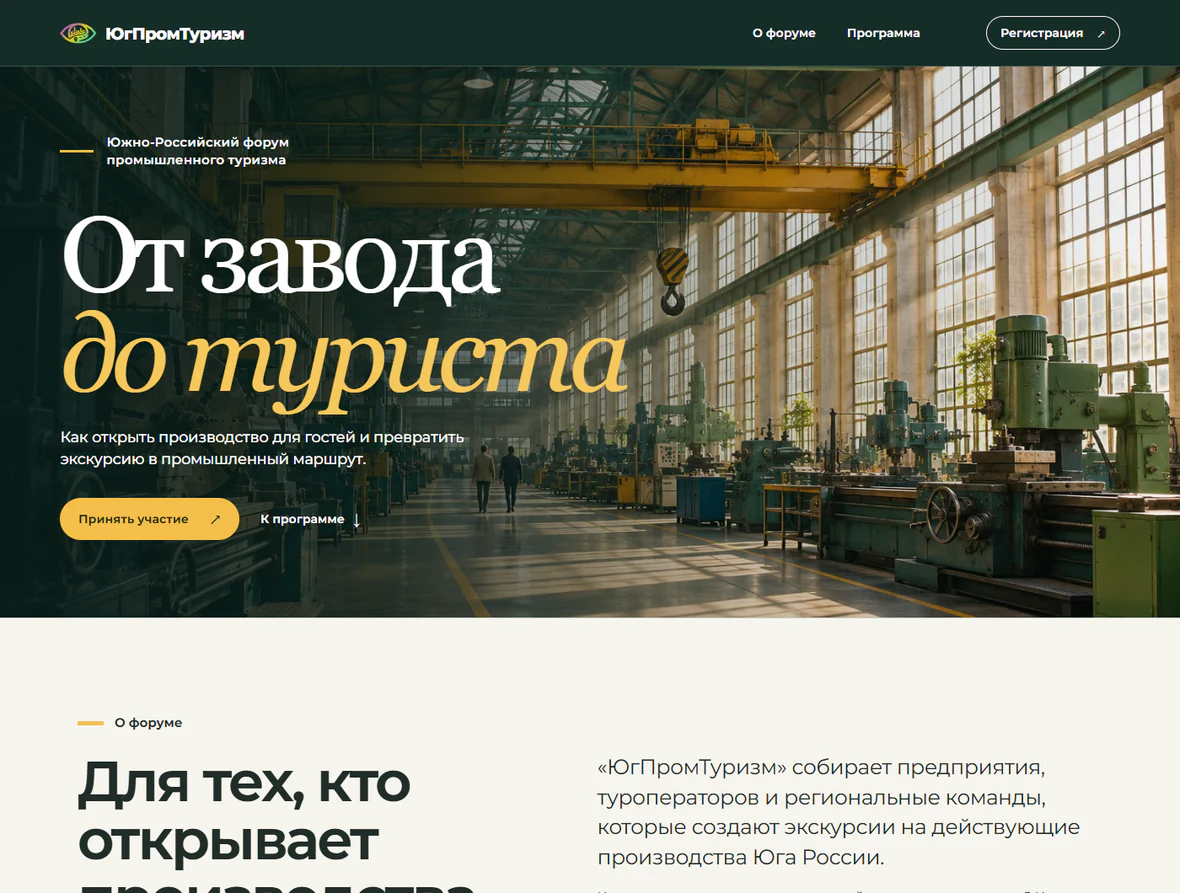 ЮгПромТуризм
О форуме
Программа
Регистрация
Южно-Российский форум
промышленного туризма
От завода
до туриста
Как открыть производство для гостей и превратить
экскурсию в промышленный маршрут.
Принять участие
К программе
О форуме
Для тех, кто
открывает
производства
«ЮгПромТуризм» собирает предприятия,
туроператоров и региональные команды,
которые создают экскурсии на действующие
производства Юга России.